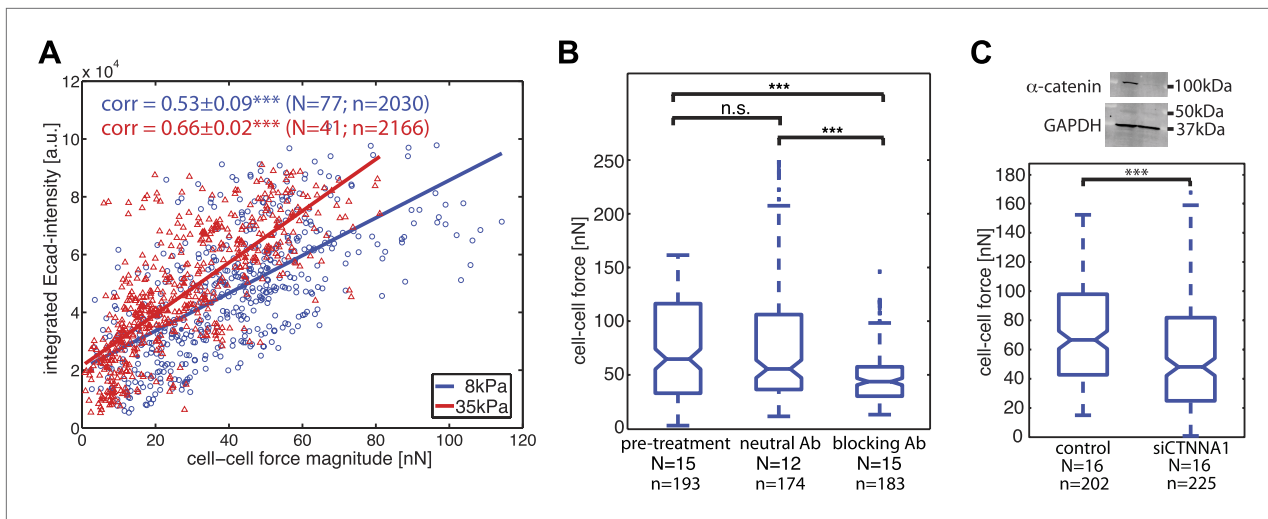 A
x 10⁴
12
10
8
6
4
2
0
0 20 40 60 80 100 120
integrated Ecad-intensity [a.u.]
cell-cell force magnitude [nN]
corr = 0.53±0.09*** (N=77; n=2030)
corr = 0.66±0.02*** (N=41; n=2166)
8kPa
35kPa
B
***
n.s.
***
250
200
150
100
50
0
cell-cell force [nN]
pre-treatment neutral Ab blocking Ab
N=15 N=12 N=15
n=193 n=174 n=183
C
α-catenin
100kDa
50kDa
GAPDH
37kDa
***
180
160
140
120
100
80
60
40
20
0
cell-cell force [nN]
control siCTNNA1
N=16 N=16
n=202 n=225